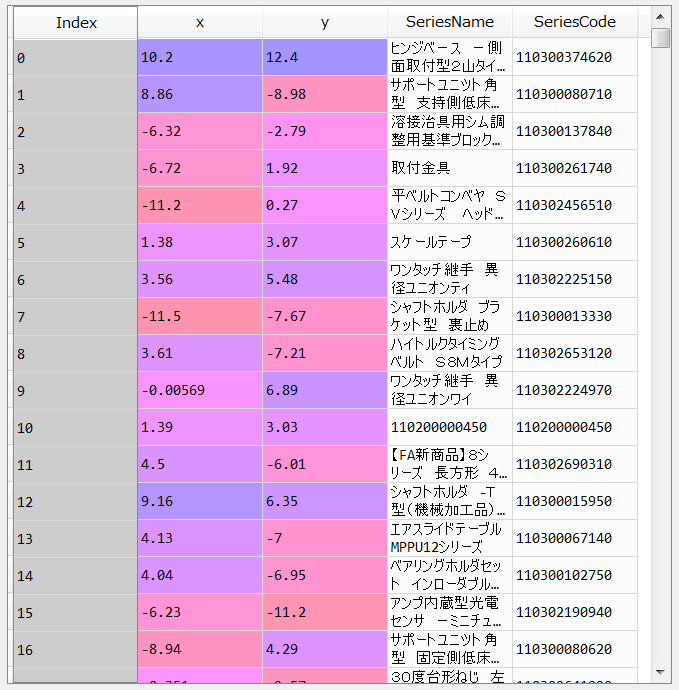 Index x y SeriesName SeriesCode
0 10.2 12.4 ヒンジベース －側 110300374620
面取付型２山タイ…
1 8.86 -8.98 サポートユニット 角 110300080710
型 支持側低床…
2 -6.32 -2.79 溶接治具用シム調 110300137840
整用基準ブロック…
3 -6.72 1.92 取付金具 110300261740
4 -11.2 0.27 平ベルトコンベヤ Ｓ 110302456510
Ｖシリーズ ヘッド…
5 1.38 3.07 スケールテープ 110300260610
6 3.56 5.48 ワンタッチ継手 異 110302225150
径ユニオンティ
7 -11.5 -7.67 シャフトホルダ ブラ 110300013330
ケット型 裏止め
8 3.61 -7.21 ハイトルクタイミング 110302653120
ベルト Ｓ８Ｍタイプ
9 -0.00569 6.89 ワンタッチ継手 異 110302224970
径ユニオンワイ
10 1.39 3.03 110200000450 110200000450
11 4.5 -6.01 【FA新商品】８シ 110302690310
リーズ 長方形 ４…
12 9.16 6.35 シャフトホルダ -Ｔ 110300015950
型（機械加工品）…
13 4.13 -7 エアスライドテーブル 110300067140
MPPU12シリーズ
14 4.04 -6.95 ベアリングホルダセッ 110300102750
ト インローダブル…
15 -6.23 -11.2 アンプ内蔵型光電 110302190940
センサ －ミニチュ…
16 -8.94 4.29 サポートユニット 角 110300080620
型 固定側低床…
３０度台形ねじ 左